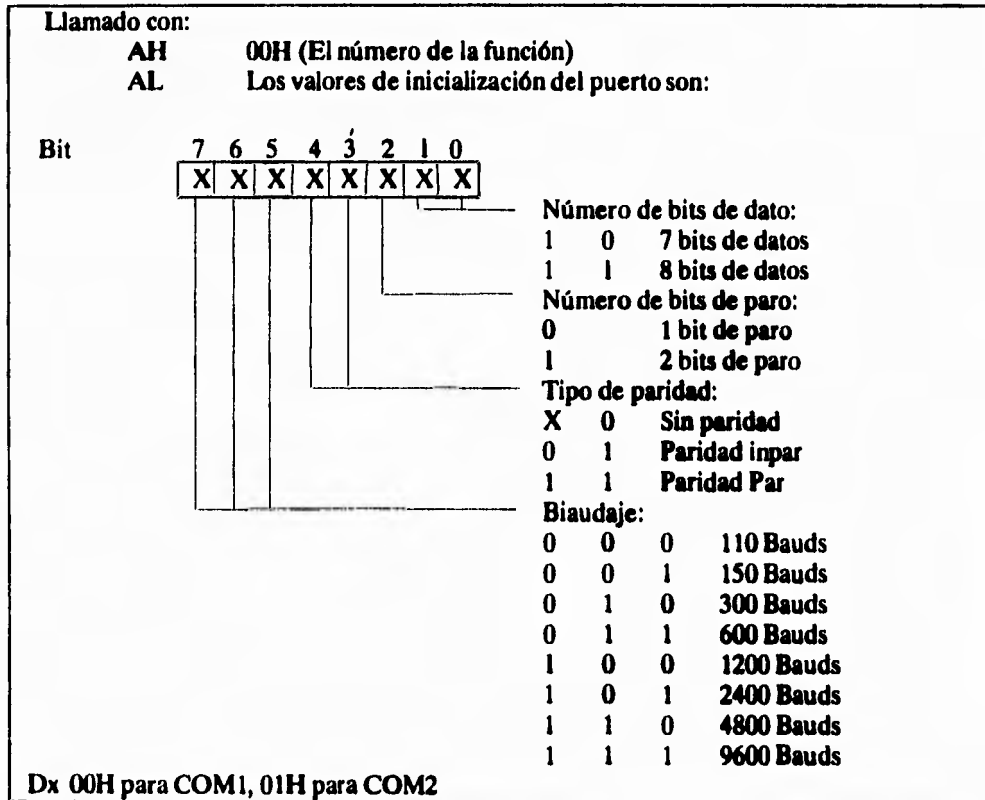 Llamado con:
AH 00H (El número de la función)
AL Los valores de inicialización del puerto son:
Bit 7 6 5 4 3 2 1 0
X X X X X X X X
Número de bits de dato:
1 0 7 bits de datos
1 1 8 bits de datos
Número de bits de paro:
0 1 bit de paro
1 2 bits de paro
Tipo de paridad:
X 0 Sin paridad
0 1 Paridad inpar
1 1 Paridad Par
Biaudaje:
0 0 0 110 Bauds
0 0 1 150 Bauds
0 1 0 300 Bauds
0 1 1 600 Bauds
1 0 0 1200 Bauds
1 0 1 2400 Bauds
1 1 0 4800 Bauds
1 1 1 9600 Bauds
Dx 00H para COM1, 01H para COM2